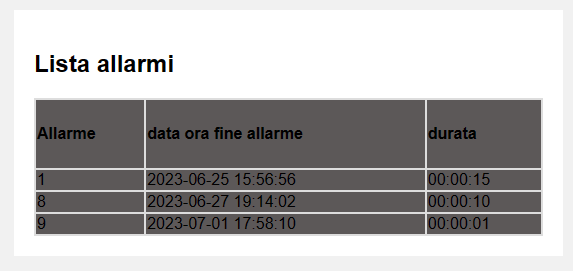 Lista allarmi
Allarme data ora fine allarme durata
1 2023-06-25 15:56:56 00:00:15
8 2023-06-27 19:14:02 00:00:10
9 2023-07-01 17:58:10 00:00:01